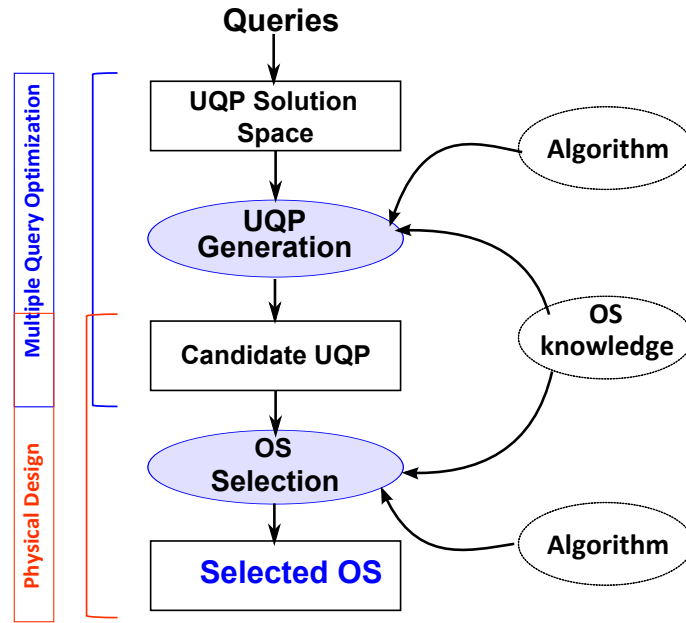 Queries
UQP Solution
Space
Algorithm
UQP
Generation
Multiple Query Optimization
OS
knowledge
Candidate UQP
OS
Selection
Physical Design
Algorithm
Selected OS